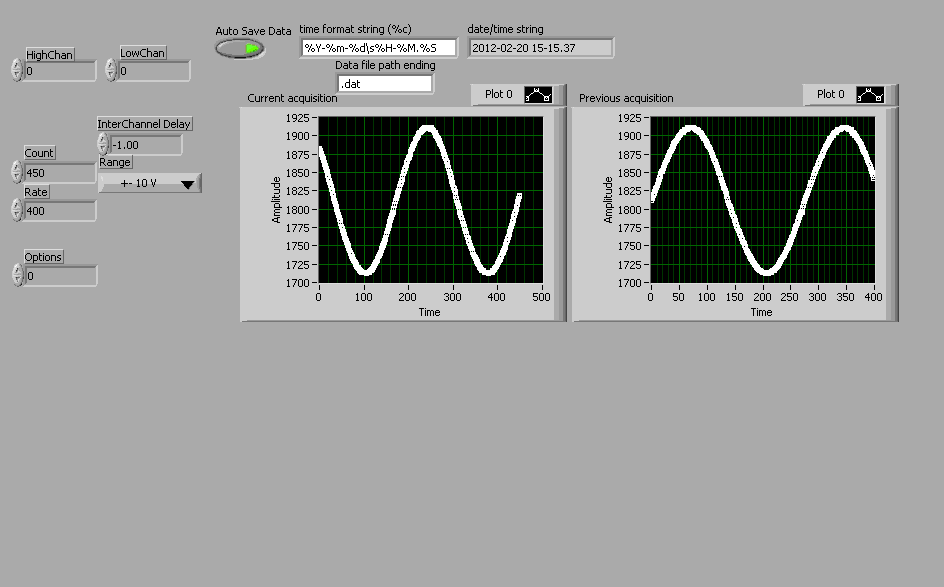 Auto Save Data
time format string (%c)
%Y-%m-%d\s%H-%M.%S
date/time string
2012-02-20 15-15.37
HighChan
0
LowChan
0
Data file path ending
.dat
InterChannel Delay
-1.00
Count
450
Range
+- 10 V
Rate
400
Options
0
Current acquisition
Plot 0
1925
1900
1875
1850
1825
1800
1775
1750
1725
1700
Amplitude
0 100 200 300 400 500
Time
Previous acquisition
Plot 0
1925
1900
1875
1850
1825
1800
1775
1750
1725
1700
Amplitude
0 50 100 150 200 250 300 350 400
Time